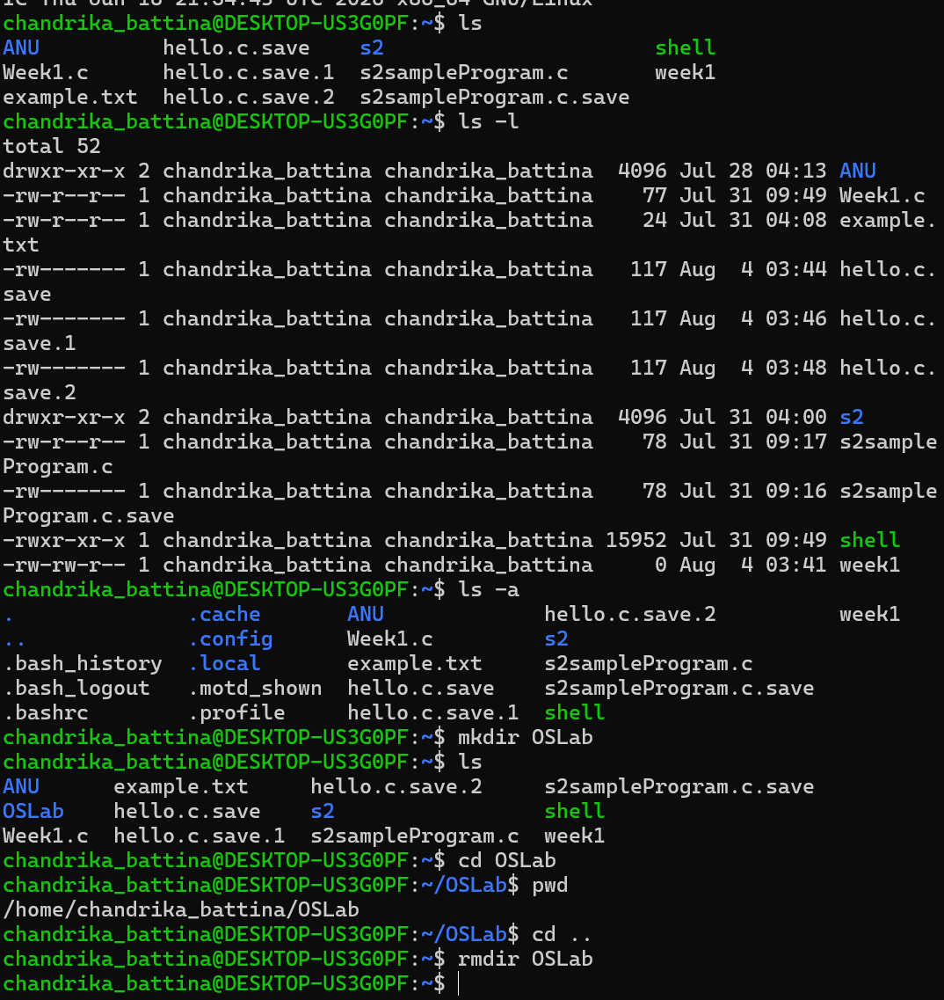 chandrika_battina@DESKTOP-US3G0PF:~$ ls
ANU          hello.c.save    s2                      shell
Week1.c      hello.c.save.1  s2sampleProgram.c       week1
example.txt  hello.c.save.2  s2sampleProgram.c.save
chandrika_battina@DESKTOP-US3G0PF:~$ ls -l
total 52
drwxr-xr-x 2 chandrika_battina chandrika_battina  4096 Jul 28 04:13 ANU
-rw-r--r-- 1 chandrika_battina chandrika_battina    77 Jul 31 09:49 Week1.c
-rw-r--r-- 1 chandrika_battina chandrika_battina    24 Jul 31 04:08 example.
txt
-rw------- 1 chandrika_battina chandrika_battina   117 Aug  4 03:44 hello.c.
save
-rw------- 1 chandrika_battina chandrika_battina   117 Aug  4 03:46 hello.c.
save.1
-rw------- 1 chandrika_battina chandrika_battina   117 Aug  4 03:48 hello.c.
save.2
drwxr-xr-x 2 chandrika_battina chandrika_battina  4096 Jul 31 04:00 s2
-rw-r--r-- 1 chandrika_battina chandrika_battina    78 Jul 31 09:17 s2sample
Program.c
-rw------- 1 chandrika_battina chandrika_battina    78 Jul 31 09:16 s2sample
Program.c.save
-rwxr-xr-x 1 chandrika_battina chandrika_battina 15952 Jul 31 09:49 shell
-rw-rw-r-- 1 chandrika_battina chandrika_battina     0 Aug  4 03:41 week1
chandrika_battina@DESKTOP-US3G0PF:~$ ls -a
.              .cache       ANU             hello.c.save.2          week1
..             .config      Week1.c         s2
.bash_history  .local       example.txt     s2sampleProgram.c
.bash_logout   .motd_shown  hello.c.save    s2sampleProgram.c.save
.bashrc        .profile     hello.c.save.1  shell
chandrika_battina@DESKTOP-US3G0PF:~$ mkdir OSLab
chandrika_battina@DESKTOP-US3G0PF:~$ ls
ANU      example.txt     hello.c.save.2     s2sampleProgram.c.save
OSLab    hello.c.save    s2                 shell
Week1.c  hello.c.save.1  s2sampleProgram.c  week1
chandrika_battina@DESKTOP-US3G0PF:~$ cd OSLab
chandrika_battina@DESKTOP-US3G0PF:~/OSLab$ pwd
/home/chandrika_battina/OSLab
chandrika_battina@DESKTOP-US3G0PF:~/OSLab$ cd ..
chandrika_battina@DESKTOP-US3G0PF:~$ rmdir OSLab
chandrika_battina@DESKTOP-US3G0PF:~$